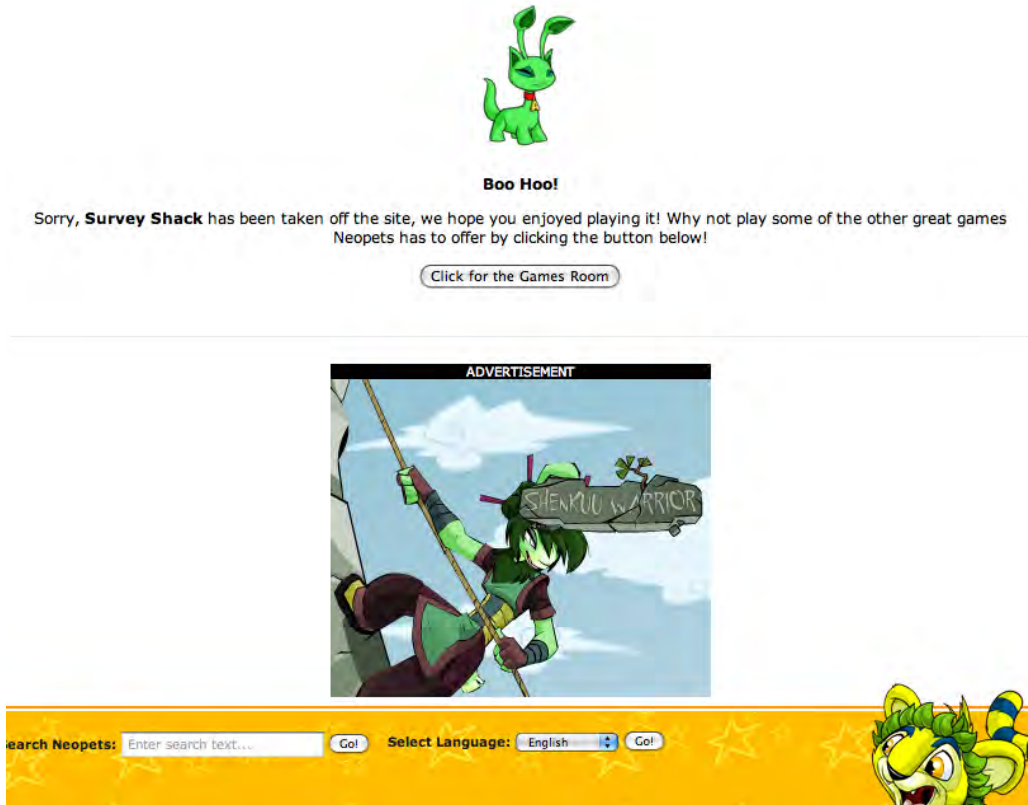 Boo Hoo!
Sorry, Survey Shack has been taken off the site, we hope you enjoyed playing it! Why not play some of the other great games
Neopets has to offer by clicking the button below!
Click for the Games Room
ADVERTISEMENT
SHENKUU WARRIOR
earch Neopets: Enter search text... Go! Select Language: English Go!